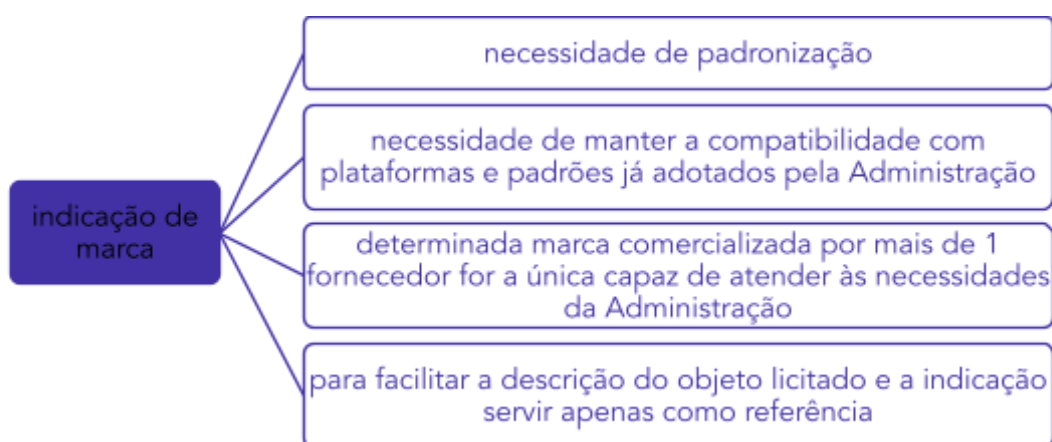 necessidade de padronização
necessidade de manter a compatibilidade com
plataformas e padrões já adotados pela Administração
indicação de
marca
determinada marca comercializada por mais de 1
fornecedor for a única capaz de atender às necessidades
da Administração
para facilitar a descrição do objeto licitado e a indicação
servir apenas como referência